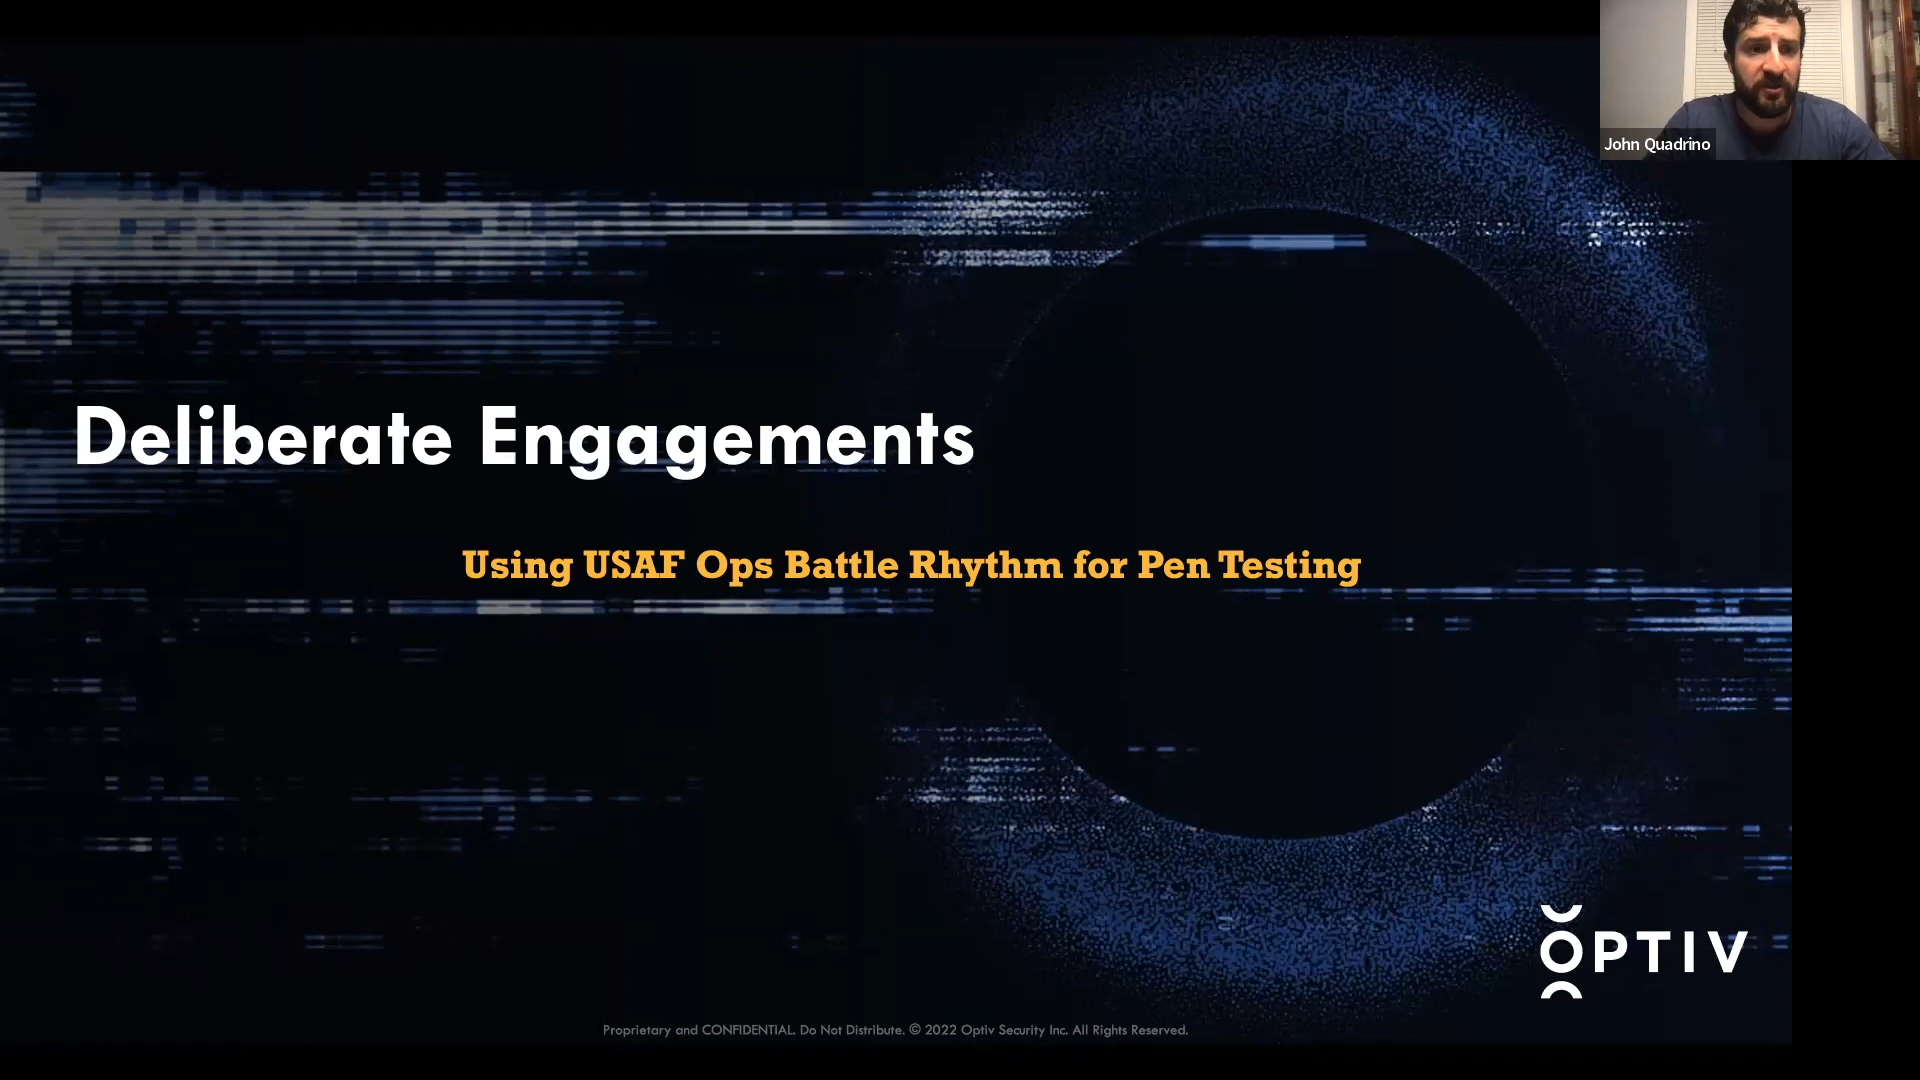 John Quadrino
Deliberate Engagements
Using USAF Ops Battle Rhythm for Pen Testing
OPTIV
Proprietary and CONFIDENTIAL. Do Not Distribute. © 2022 Optiv Security Inc. All Rights Reserved.